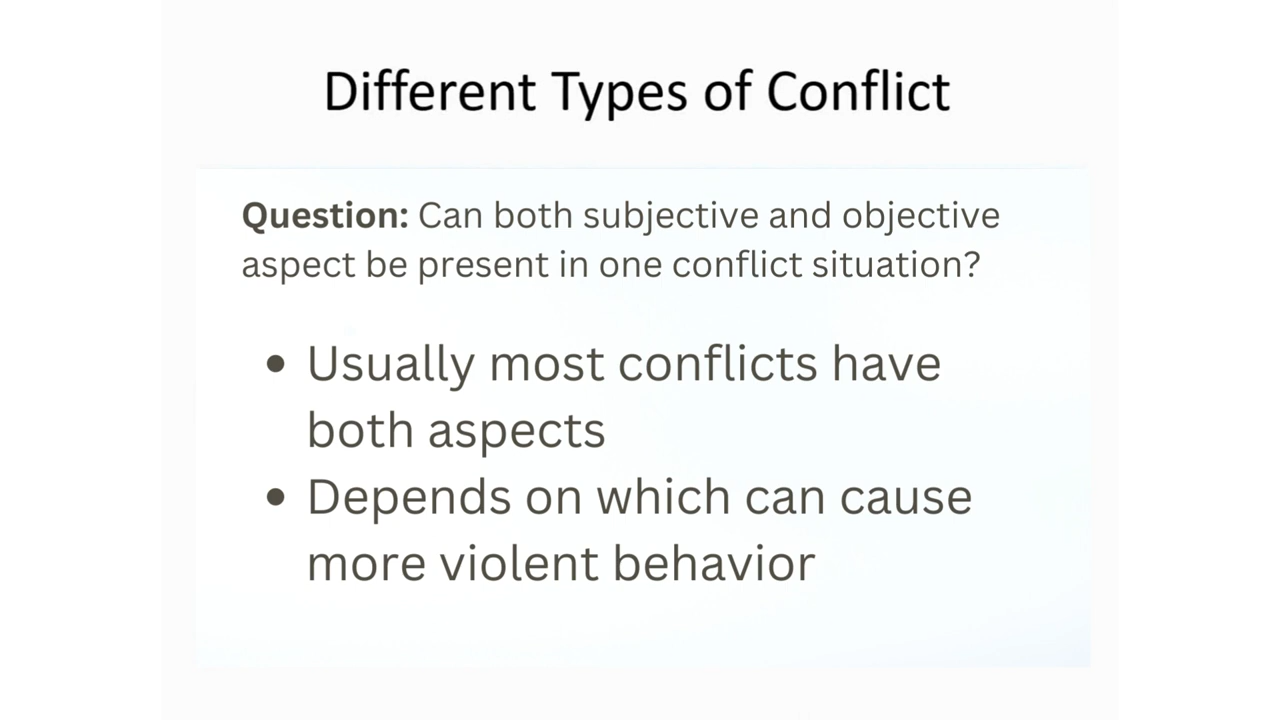 Different Types of Conflict
Question: Can both subjective and objective
aspect be present in one conflict situation?
• Usually most conflicts have
both aspects
• Depends on which can cause
more violent behavior